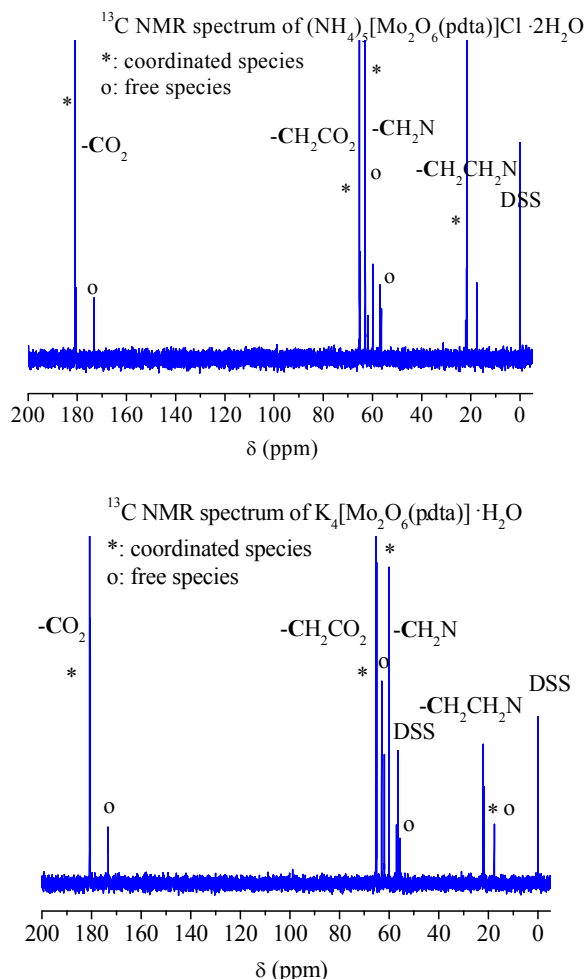 ¹³C NMR spectrum of (NH₄)₅[Mo₂O₆(pdta)]Cl ·2H₂O
*: coordinated species
o: free species
*
*
-CO₂
-CH₂CO₂
-CH₂N
o
*
-CH₂CH₂N
*
DSS
o
o
200 180 160 140 120 100 80 60 40 20 0
δ (ppm)
¹³C NMR spectrum of K₄[Mo₂O₆(pdta)] ·H₂O
*: coordinated species
o: free species
*
-CO₂
*
-CH₂CO₂
-CH₂N
*
o
-CH₂CH₂N
DSS
DSS
o
o
* o
200 180 160 140 120 100 80 60 40 20 0
δ (ppm)